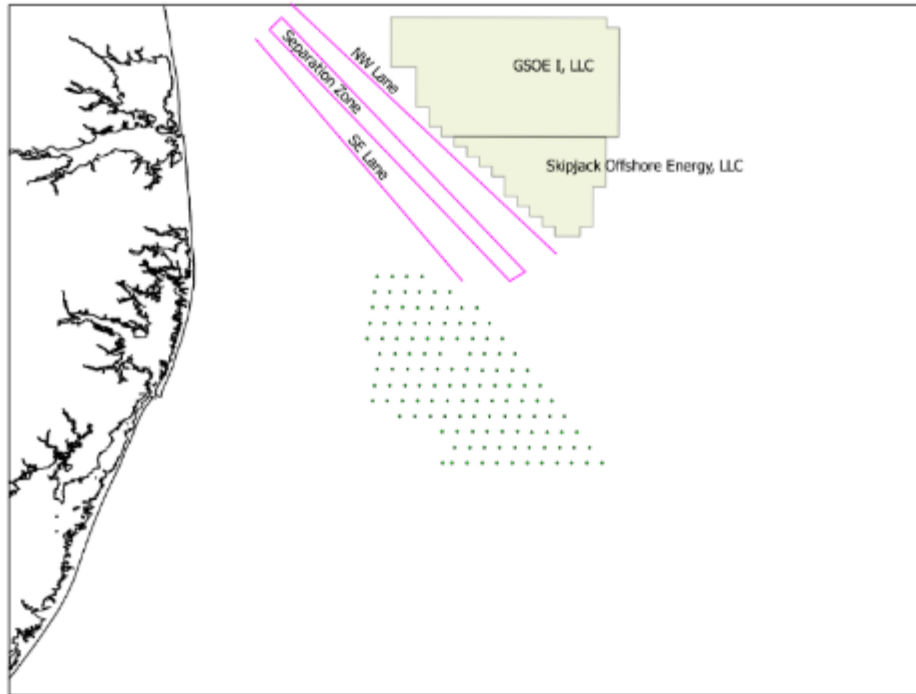 GSOE I, LLC
NW Lane
Separation Zone
SE Lane
Skipjack Offshore Energy, LLC